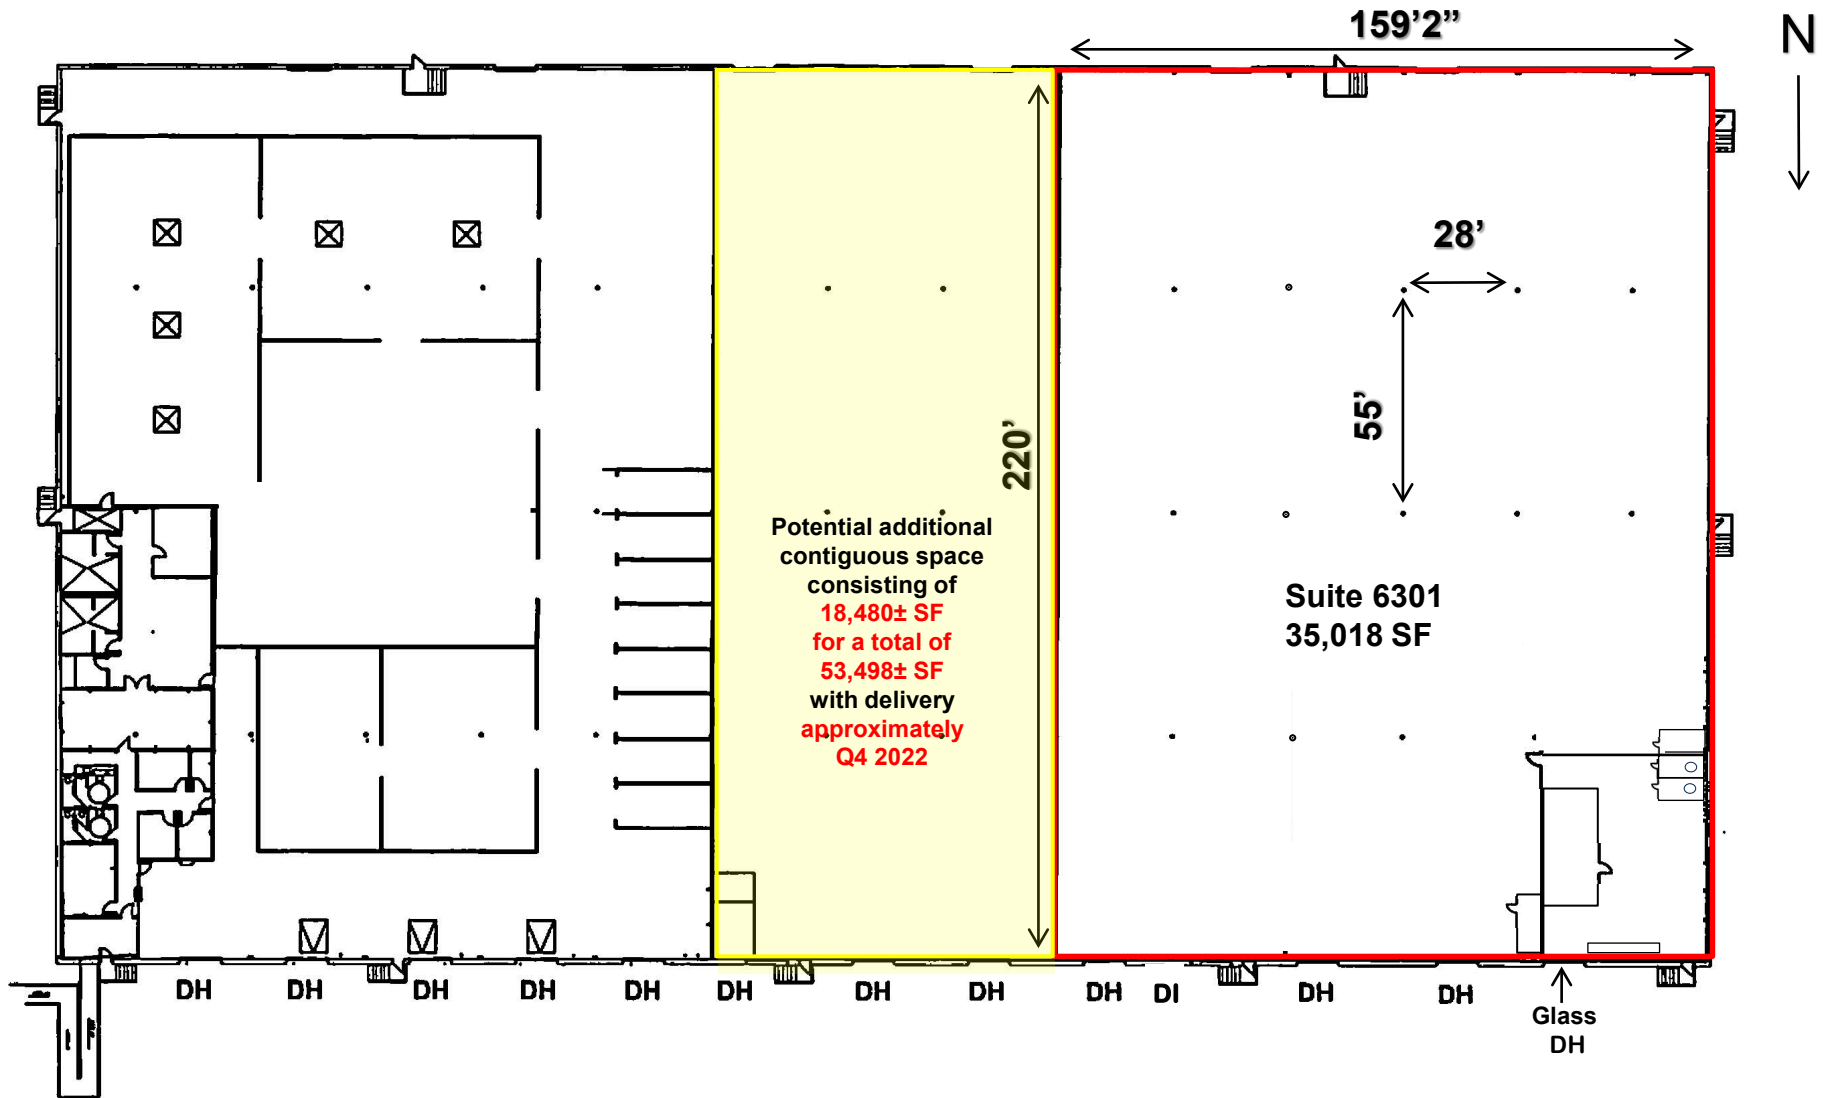 159’2”
N
28’
55’
220’
Potential additional
contiguous space
consisting of
18,480± SF
for a total of
53,498± SF
with delivery
approximately
Q4 2022
Suite 6301
35,018 SF
DH
DH
DH
DH
DH
DH
DH
DH
DH
DI
DH
DH
Glass
DH